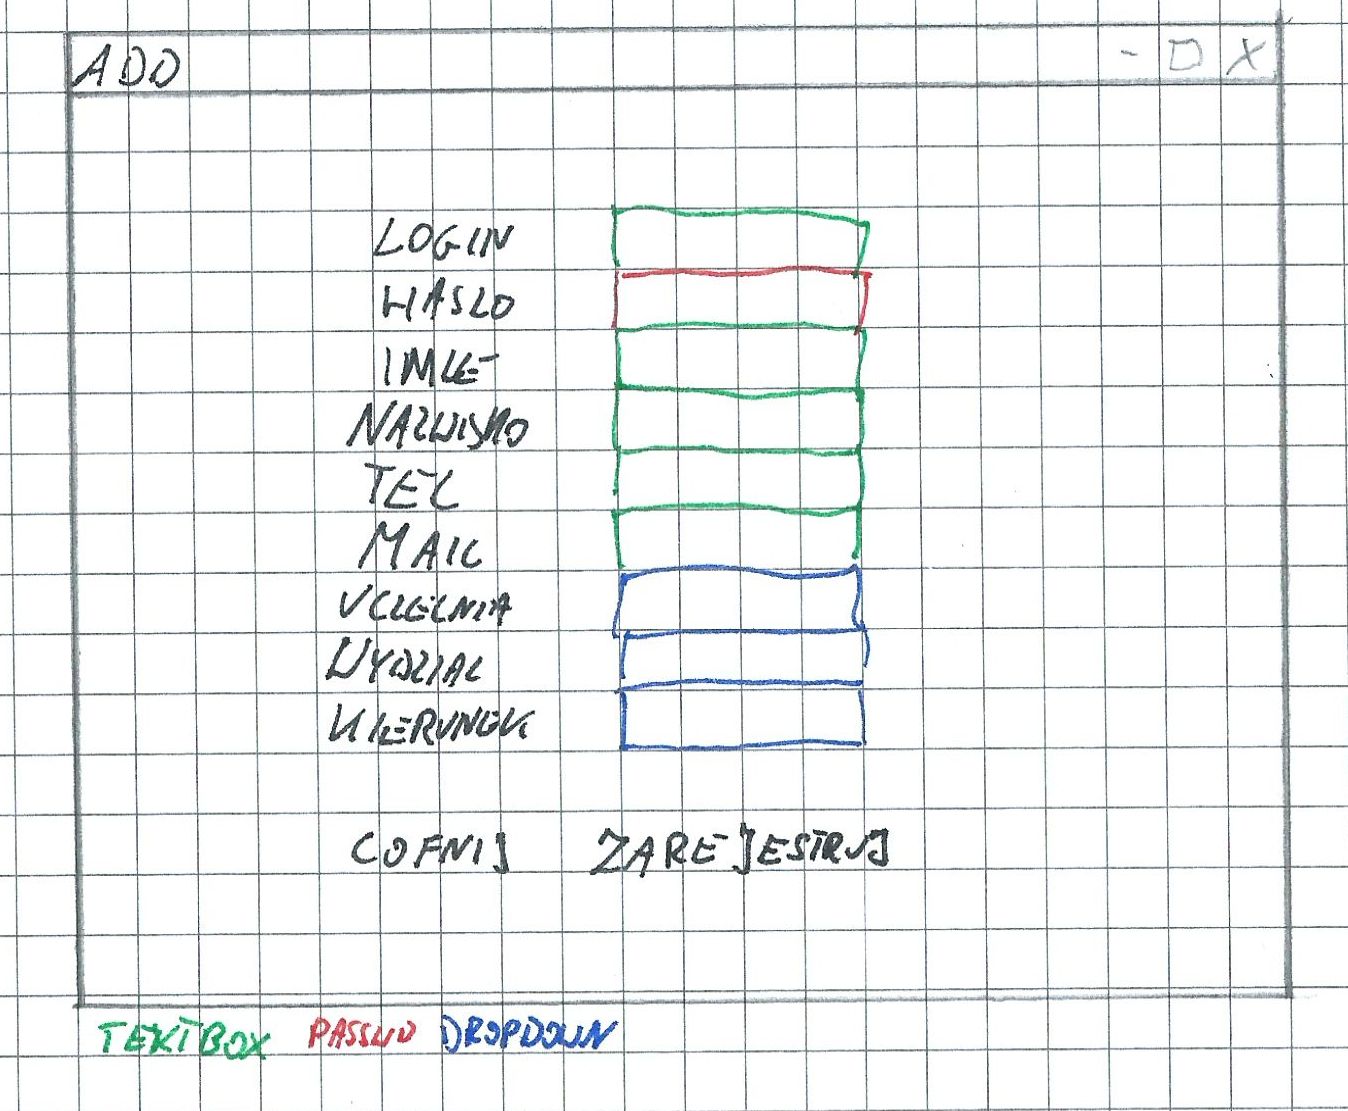 ADD - □ X
LOGIN
HASLO
IMIE
NAZWISKO
TEL
MAIL
UCZELNIA
WYDZIAL
KIERUNEK
COFNIJ ZAREJESTRUJ
TEXTBOX PASSWD DROPDOWN